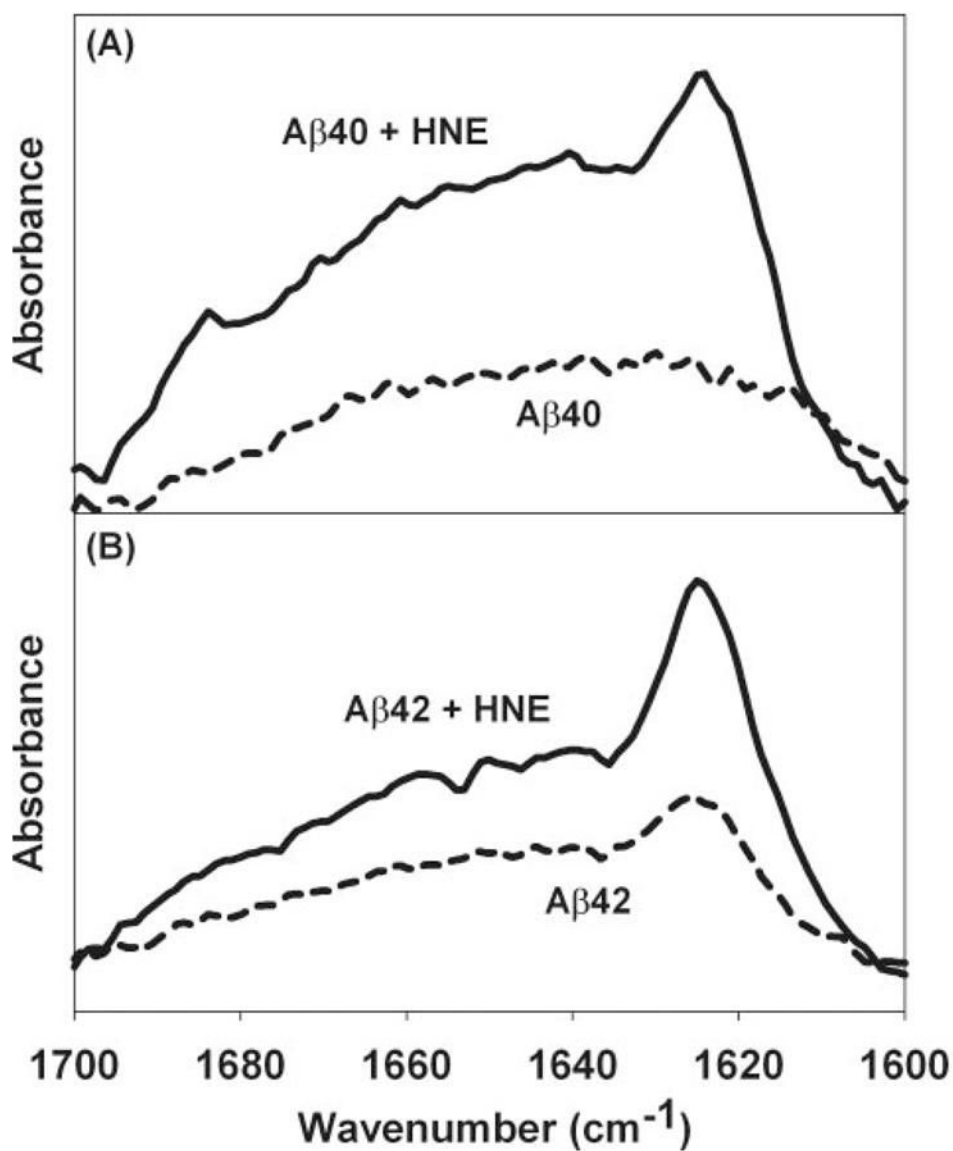 (A)
Aβ40 + HNE
Absorbance
Aβ40
(B)
Aβ42 + HNE
Absorbance
Aβ42
1700 1680 1660 1640 1620 1600
Wavenumber (cm-1)